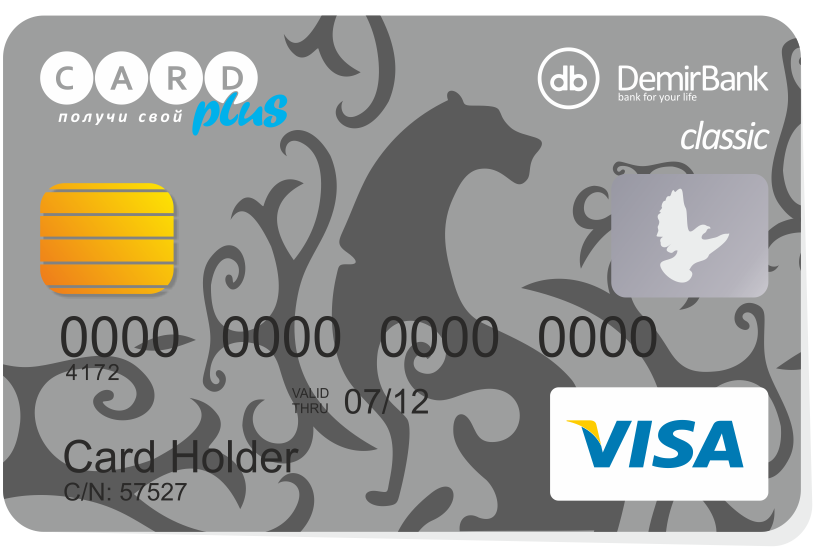 CARD
plus
получи свой
db DemirBank
bank for your life
classic
0000 0000 0000 0000
4172
VALID THRU 07/12
Card Holder
C/N: 57527
VISA